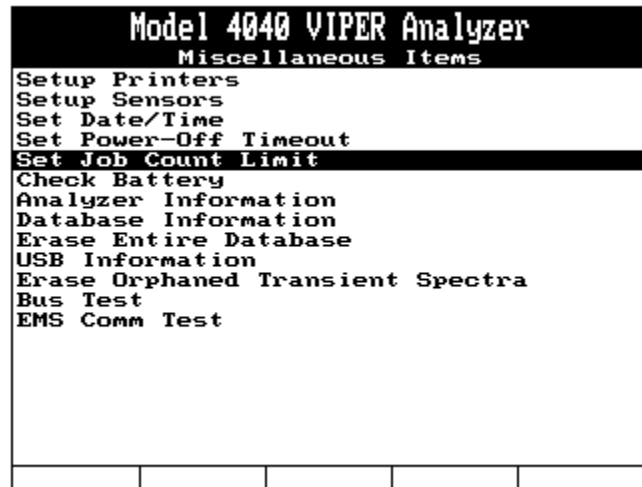 Model 4040 VIPER Analyzer
Miscellaneous Items
Setup Printers
Setup Sensors
Set Date/Time
Set Power-Off Timeout
Set Job Count Limit
Check Battery
Analyzer Information
Database Information
Erase Entire Database
USB Information
Erase Orphaned Transient Spectra
Bus Test
EMS Comm Test